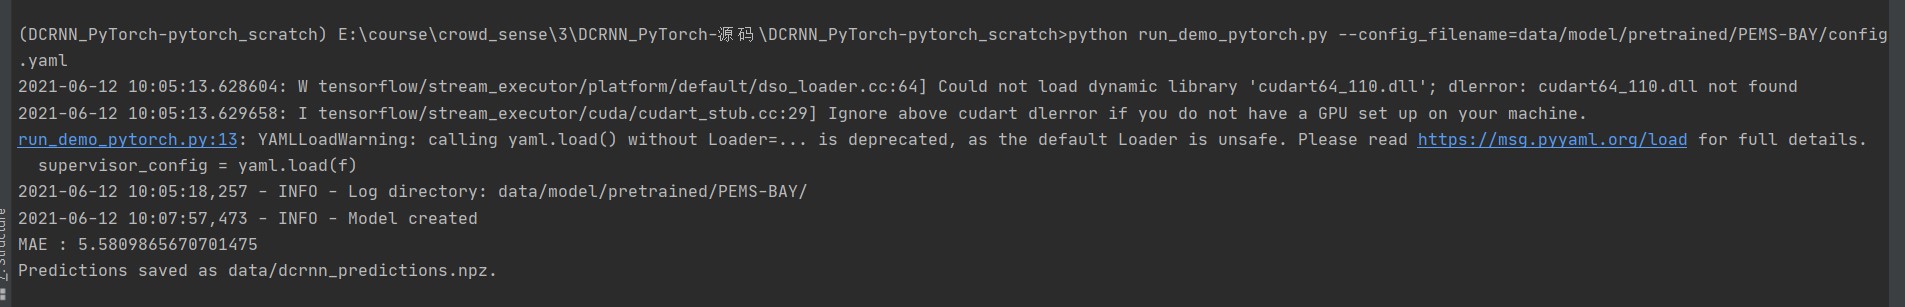 (DCRNN_PyTorch-pytorch_scratch) E:\course\crowd_sense\3\DCRNN_PyTorch-源码\DCRNN_PyTorch-pytorch_scratch>python run_demo_pytorch.py --config_filename=data/model/pretrained/PEMS-BAY/config
.yaml
2021-06-12 10:05:13.628604: W tensorflow/stream_executor/platform/default/dso_loader.cc:64] Could not load dynamic library 'cudart64_110.dll'; dlerror: cudart64_110.dll not found
2021-06-12 10:05:13.629658: I tensorflow/stream_executor/cuda/cudart_stub.cc:29] Ignore above cudart dlerror if you do not have a GPU set up on your machine.
run_demo_pytorch.py:13: YAMLLoadWarning: calling yaml.load() without Loader=... is deprecated, as the default Loader is unsafe. Please read https://msg.pyyaml.org/load for full details.
  supervisor_config = yaml.load(f)
2021-06-12 10:05:18,257 - INFO - Log directory: data/model/pretrained/PEMS-BAY/
2021-06-12 10:07:57,473 - INFO - Model created
MAE : 5.5809865670701475
Predictions saved as data/dcrnn_predictions.npz.
Z: Structure